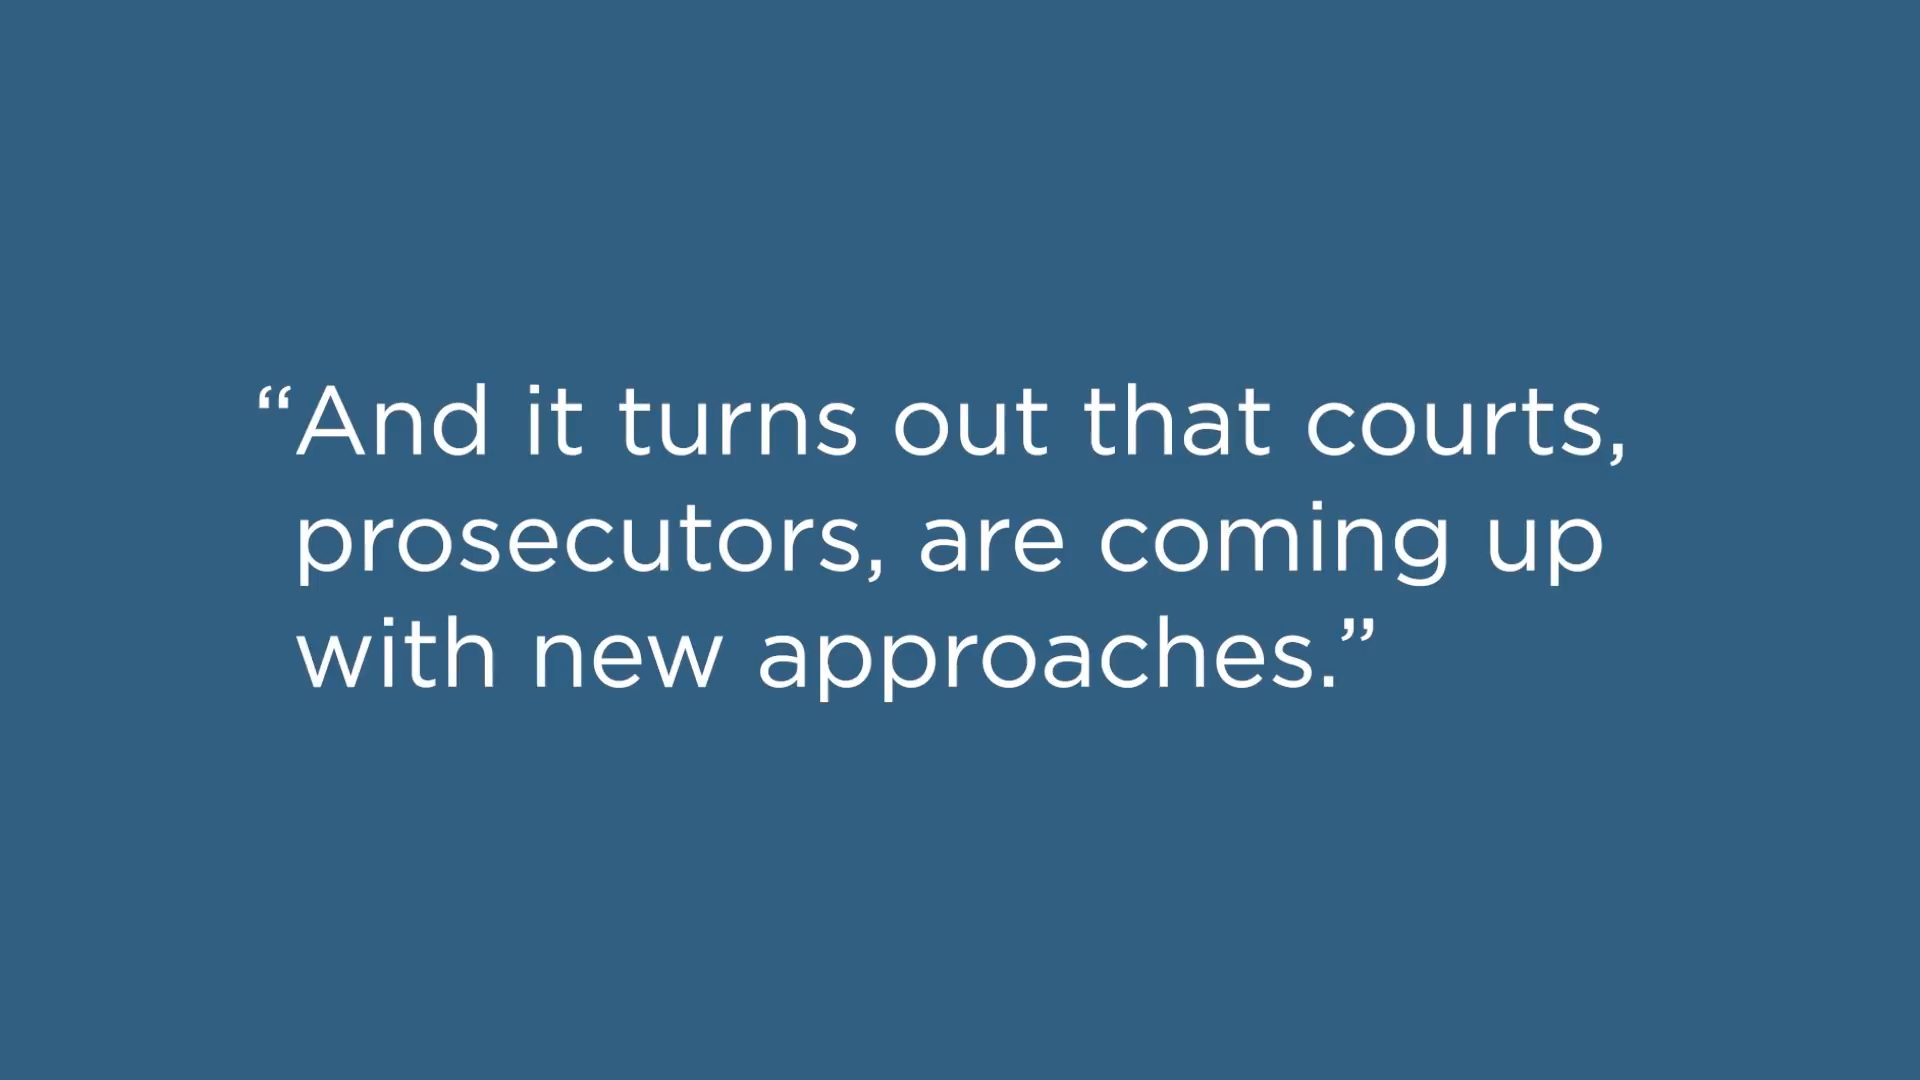 “And it turns out that courts,
prosecutors, are coming up
with new approaches.”